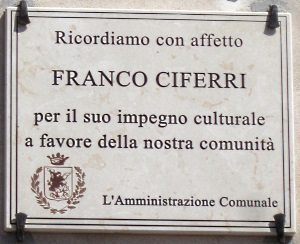 Ricordiamo con affetto
FRANCO CIFERRI
per il suo impegno culturale
a favore della nostra comunità
L'Amministrazione Comunale